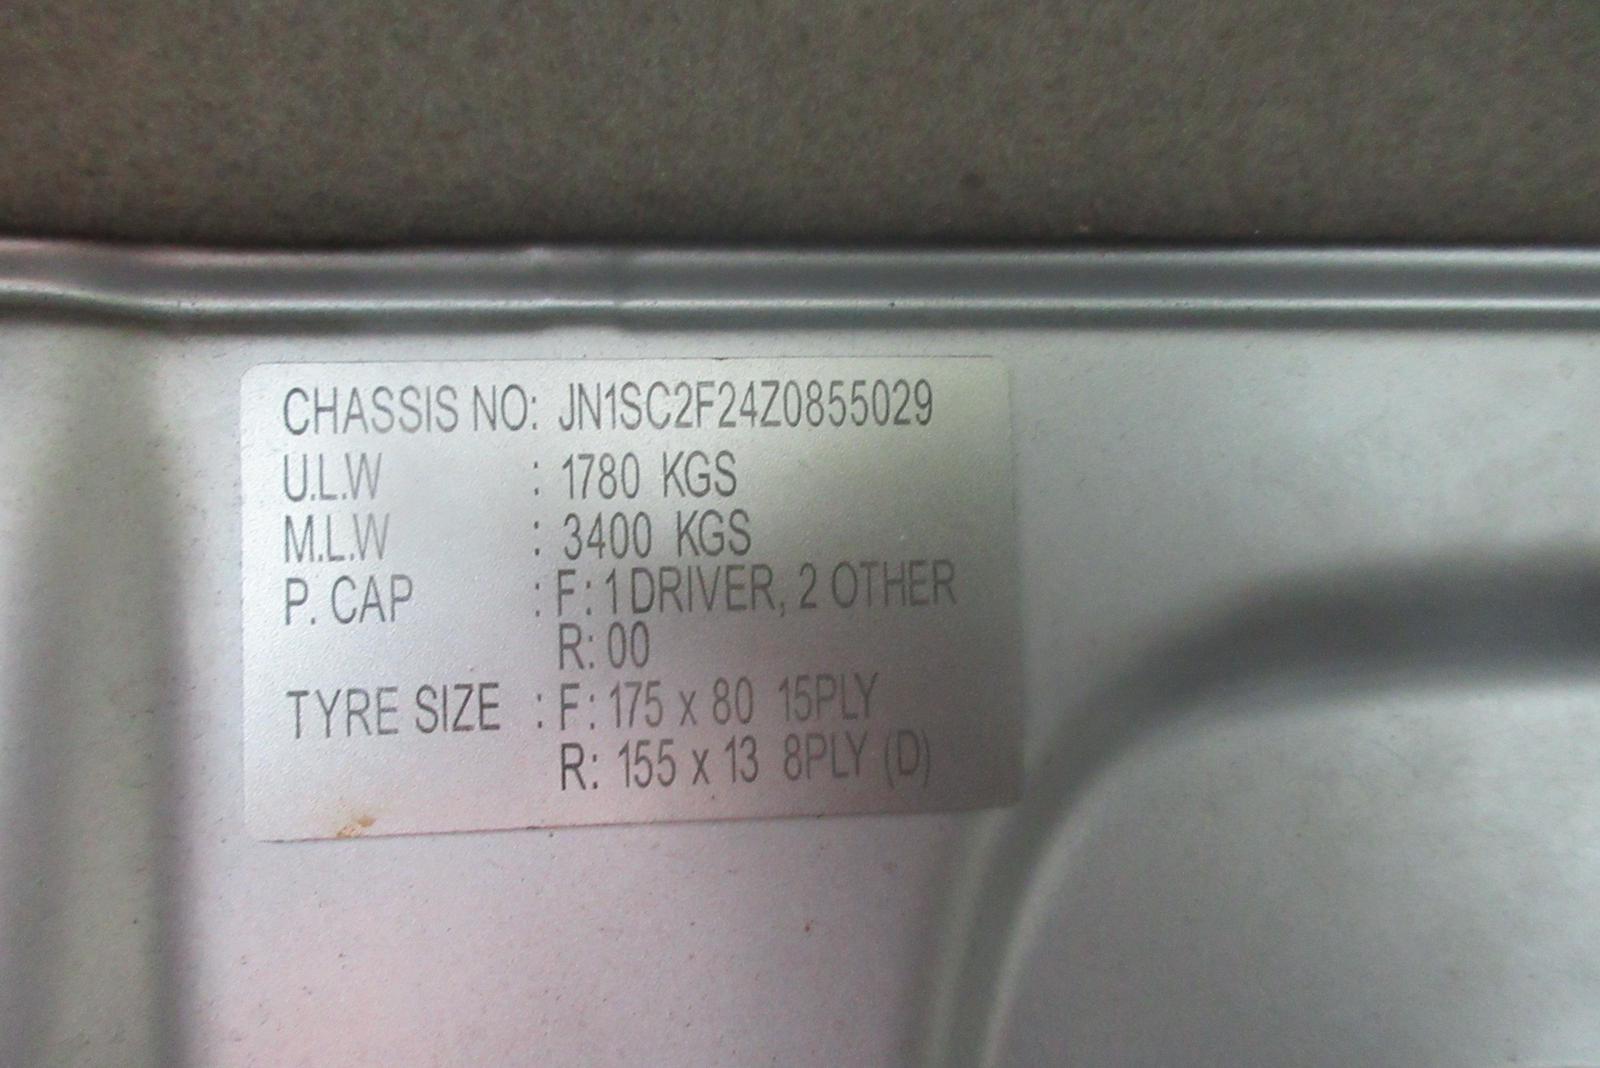 CHASSIS NO: JN1SC2F24Z0855029
U.L.W : 1780 KGS
M.L.W : 3400 KGS
P. CAP : F: 1 DRIVER, 2 OTHER
R: 00
TYRE SIZE : F: 175 x 80 15PLY
R: 155 x 13 8PLY (D)